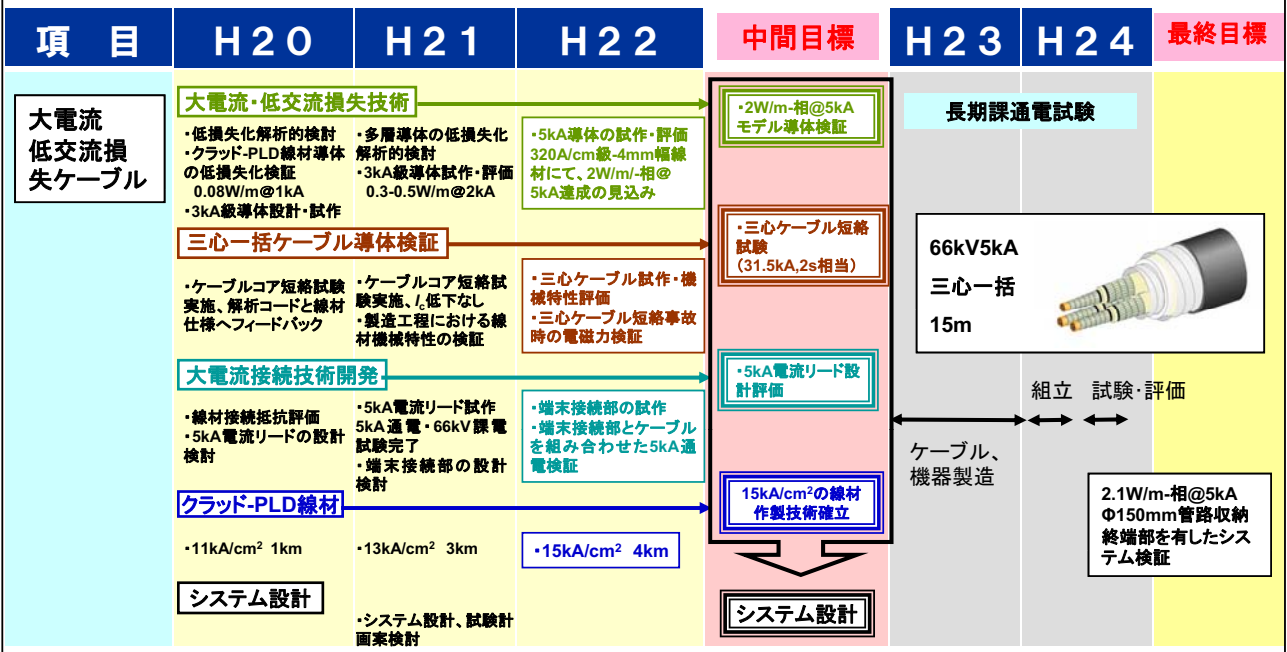 項 目
H20
H21
H22
中間目標
H23
H24
最終目標
大電流
低交流損
失ケーブル
大電流・低交流損失技術
・低損失化解析的検討
・クラッド-PLD線材導体
の低損失化検証
0.08W/m@1kA
・3kA級導体設計・試作
・多層導体の低損失化
解析的検討
・3kA級導体試作・評価
0.3-0.5W/m@2kA
・5kA導体の試作・評価
320A/cm級-4mm幅線
材にて、2W/m/-相@
5kA達成の見込み
・2W/m-相@5kA
モデル導体検証
三心一括ケーブル導体検証
・ケーブルコア短絡試験
実施、解析コードと線材
仕様へフィードバック
・ケーブルコア短絡試
験実施、Ic低下なし
・製造工程における線
材機械特性の検証
・三心ケーブル試作・機
械特性評価
・三心ケーブル短絡事故
時の電磁力検証
・三心ケーブル短絡
試験
(31.5kA,2s相当)
大電流接続技術開発
・線材接続抵抗評価
・5kA電流リードの設計
検討
・5kA電流リード試作
5kA通電・66kV課電
試験完了
・端末接続部の設計
検討
・端末接続部の試作
・端末接続部とケーブル
を組み合わせた5kA通
電検証
・5kA電流リード設
計評価
クラッド-PLD線材
・11kA/cm² 1km
・13kA/cm² 3km
・15kA/cm² 4km
15kA/cm²の線材
作製技術確立
システム設計
・システム設計、試験計
画案検討
システム設計
長期課通電試験
66kV5kA
三心一括
15m
組立 試験・評価
ケーブル、
機器製造
2.1W/m-相@5kA
Φ150mm管路収納
終端部を有したシス
テム検証